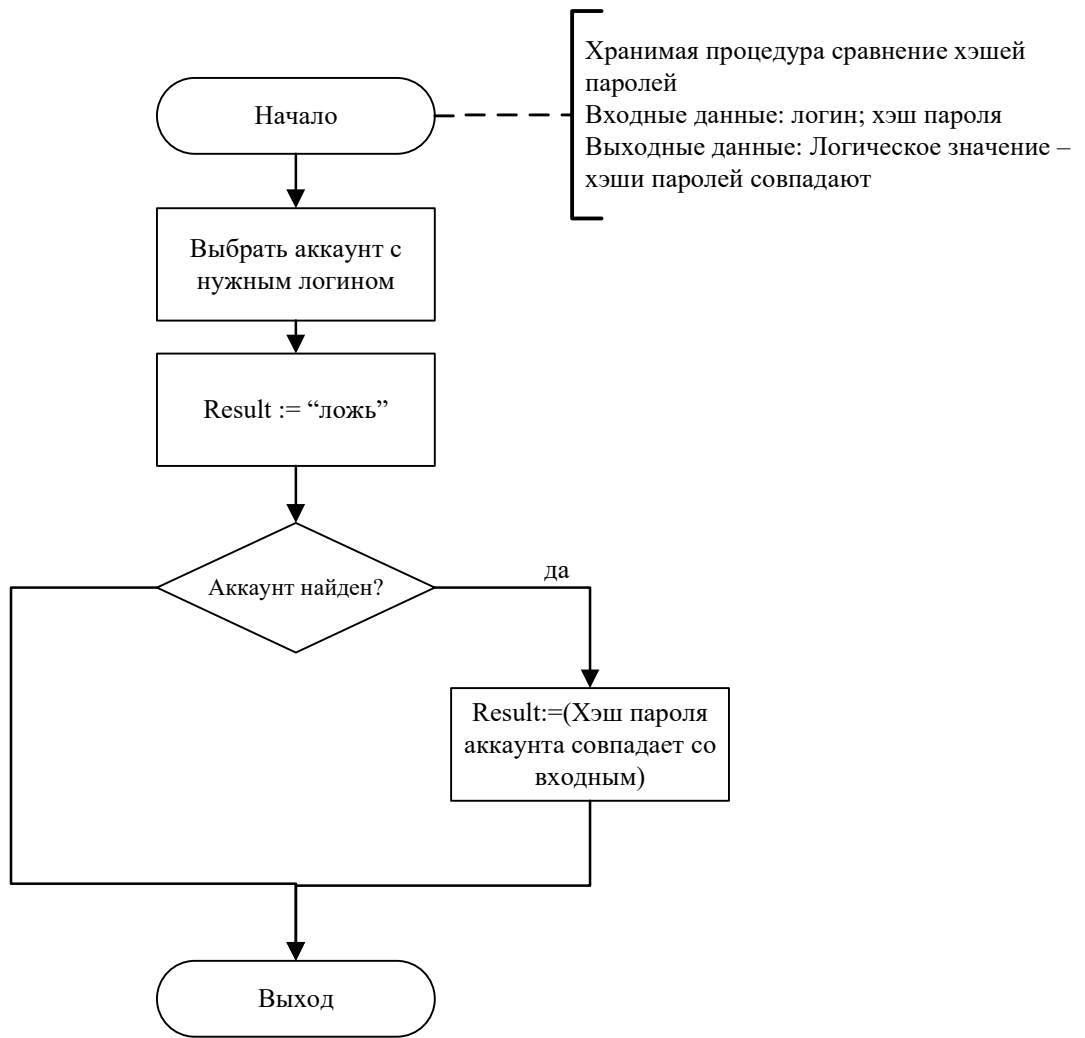 Хранимая процедура сравнение хэшей
паролей
Входные данные: логин; хэш пароля
Выходные данные: Логическое значение –
хэши паролей совпадают
Начало
Выбрать аккаунт с
нужным логином
Result := “ложь”
Аккаунт найден?
да
Result:=(Хэш пароля
аккаунта совпадает со
входным)
Выход